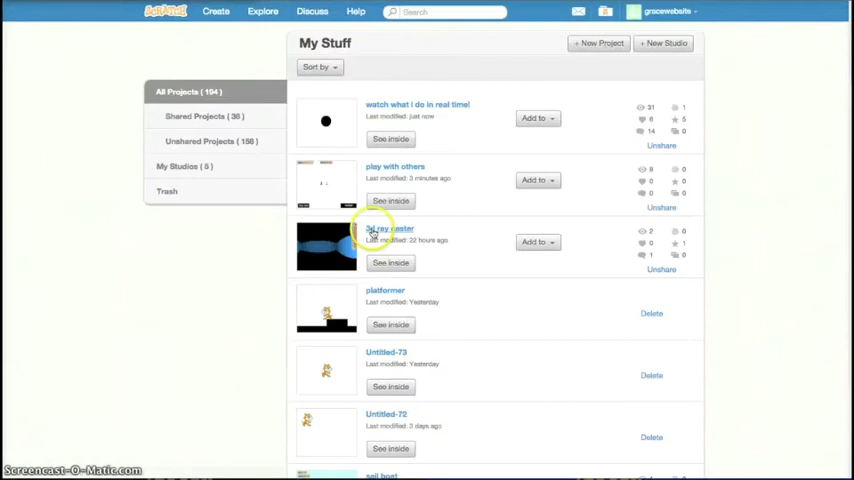 SCRATCH Create Explore Discuss Help Search gracewebsite
My Stuff + New Project + New Studio
Sort by
All Projects ( 194 )
Shared Projects ( 36 )
Unshared Projects ( 158 )
My Studios ( 5 )
Trash
watch what i do in real time!
Last modified: just now
See inside
Add to
31 1
6 5
14 0
Unshare
play with others
Last modified: 3 minutes ago
See inside
Add to
8 0
0 0
0 0
Unshare
3d ray caster
Last modified: 22 hours ago
See inside
Add to
2 0
0 1
1 0
Unshare
platformer
Last modified: Yesterday
See inside
Delete
Untitled-73
Last modified: Yesterday
See inside
Delete
Untitled-72
Last modified: 3 days ago
See inside
Delete
sail boat
Screencast-O-Matic.com